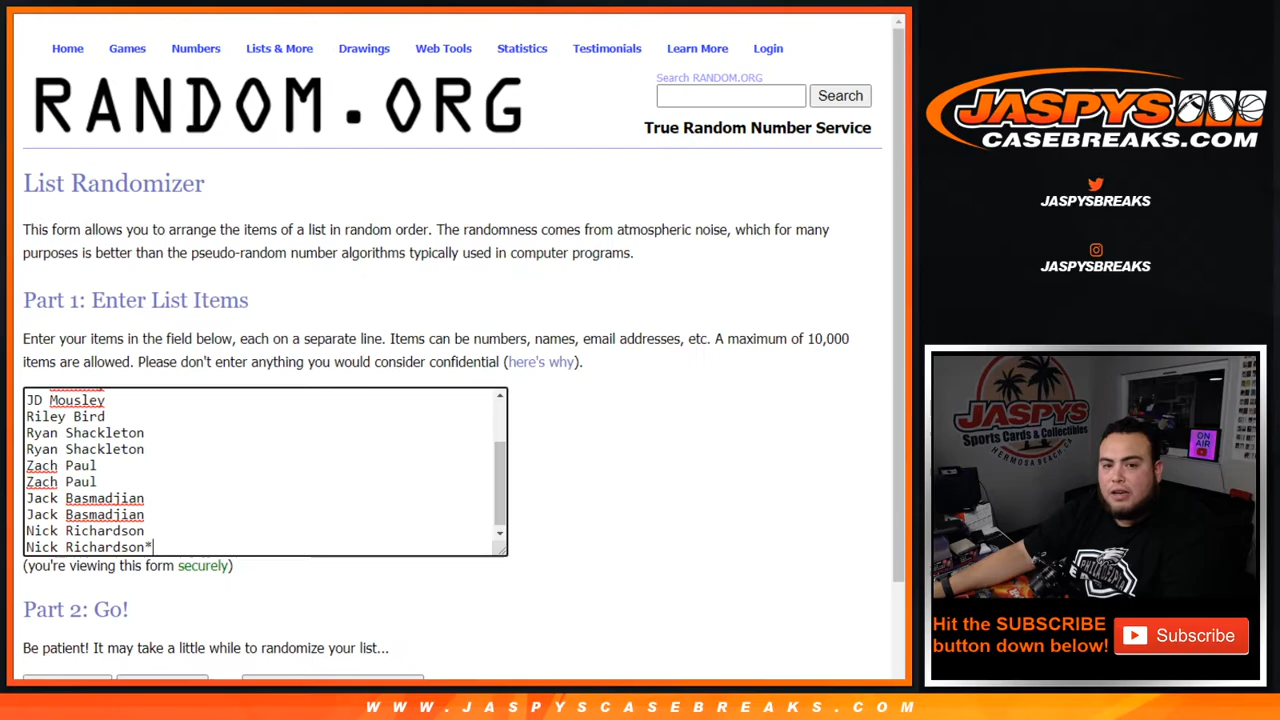 Home Games Numbers Lists & More Drawings Web Tools Statistics Testimonials Learn More Login
RANDOM.ORG
Search RANDOM.ORG
Search
True Random Number Service
List Randomizer
This form allows you to arrange the items of a list in random order. The randomness comes from atmospheric noise, which for many
purposes is better than the pseudo-random number algorithms typically used in computer programs.
Part 1: Enter List Items
Enter your items in the field below, each on a separate line. Items can be numbers, names, email addresses, etc. A maximum of 10,000
items are allowed. Please don't enter anything you would consider confidential (here's why).
JD Mousley
Riley Bird
Ryan Shackleton
Ryan Shackleton
Zach Paul
Zach Paul
Jack Basmadjian
Jack Basmadjian
Nick Richardson
Nick Richardson*
(you're viewing this form securely)
Part 2: Go!
Be patient! It may take a little while to randomize your list...
JASPYS
CASEBREAKS.COM
JASPYSBREAKS
JASPYSBREAKS
JASPYS
Sports Cards & Collectibles
HERMOSA BEACH, CA
ON
AIR
PHILADELPHIA
Hit the SUBSCRIBE
button down below!
Subscribe
WWW.JASPYSCASEBREAKS.COM